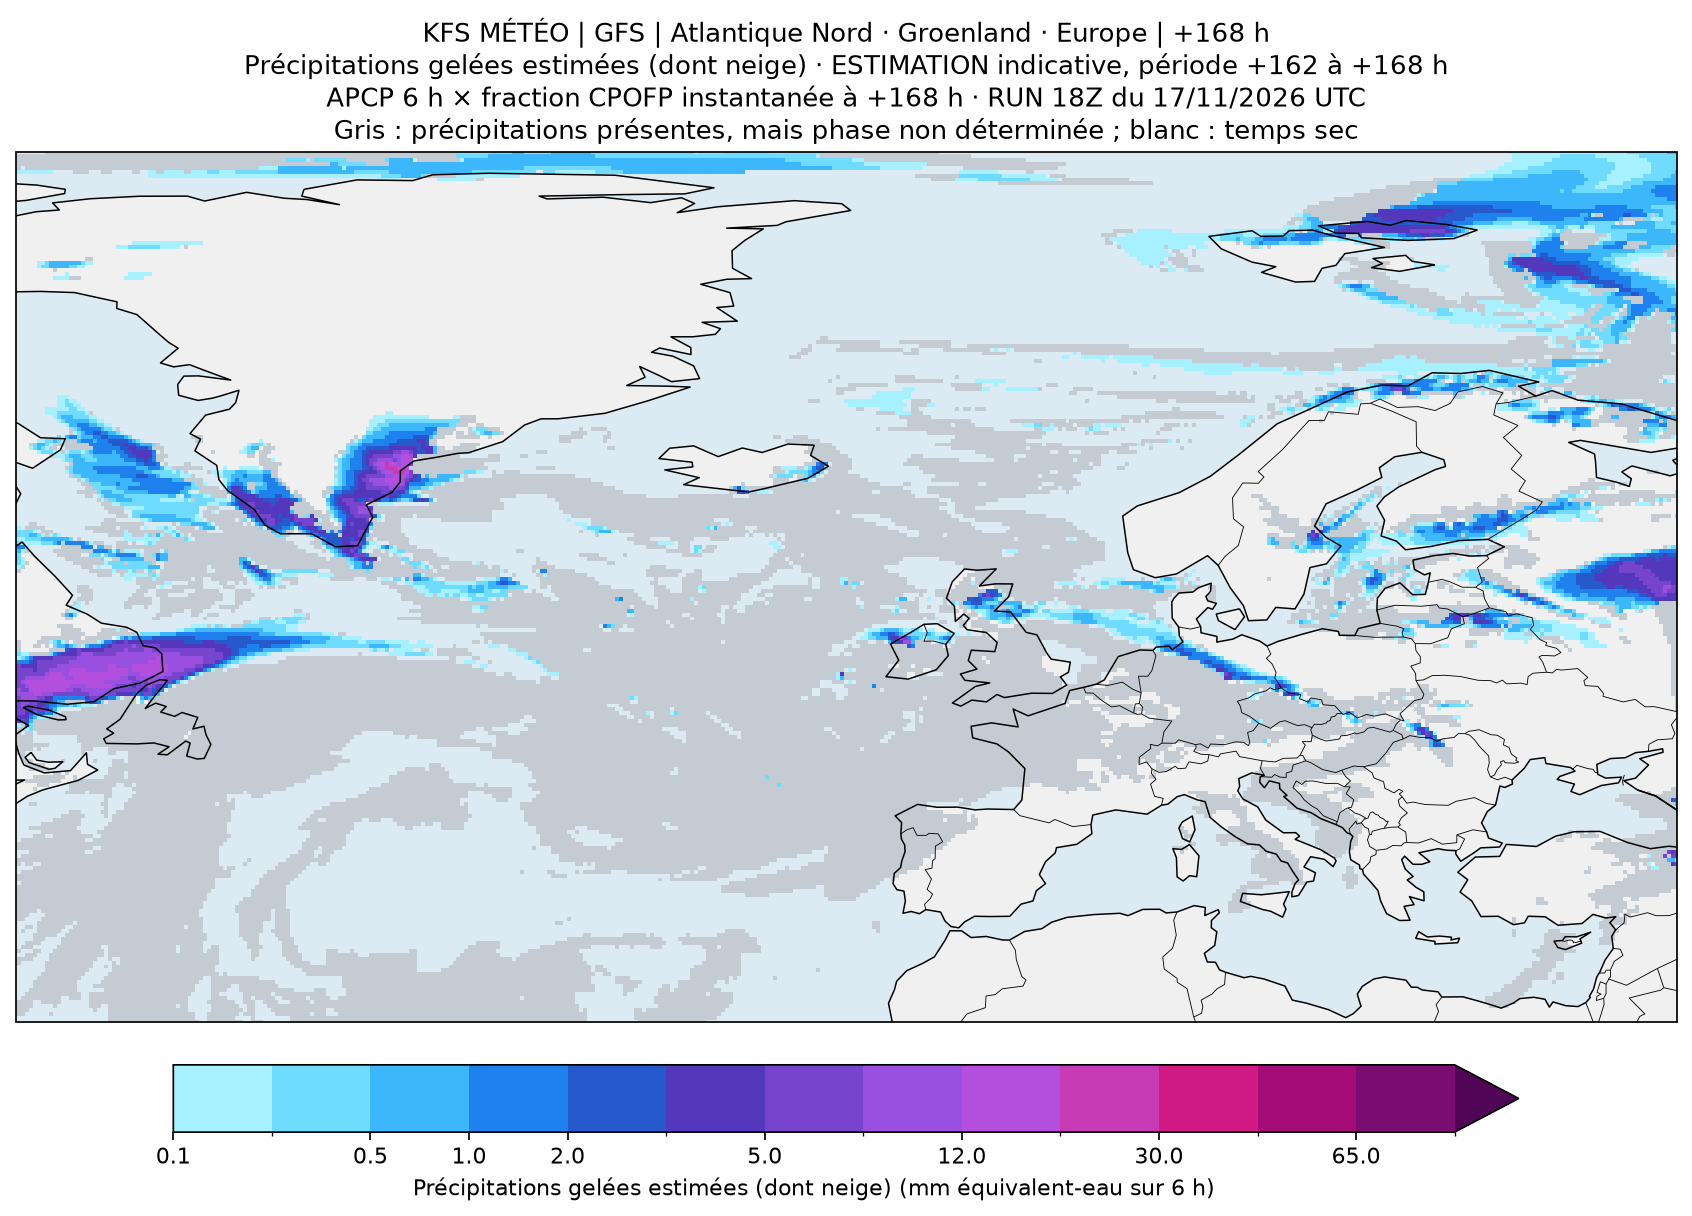 KFS MÉTÉO | GFS | Atlantique Nord · Groenland · Europe | +168 h
Précipitations gelées estimées (dont neige) · ESTIMATION indicative, période +162 à +168 h
APCP 6 h × fraction CPOFP instantanée à +168 h · RUN 18Z du 17/11/2026 UTC
Gris : précipitations présentes, mais phase non déterminée ; blanc : temps sec
0.1 0.5 1.0 2.0 5.0 12.0 30.0 65.0
Précipitations gelées estimées (dont neige) (mm équivalent-eau sur 6 h)